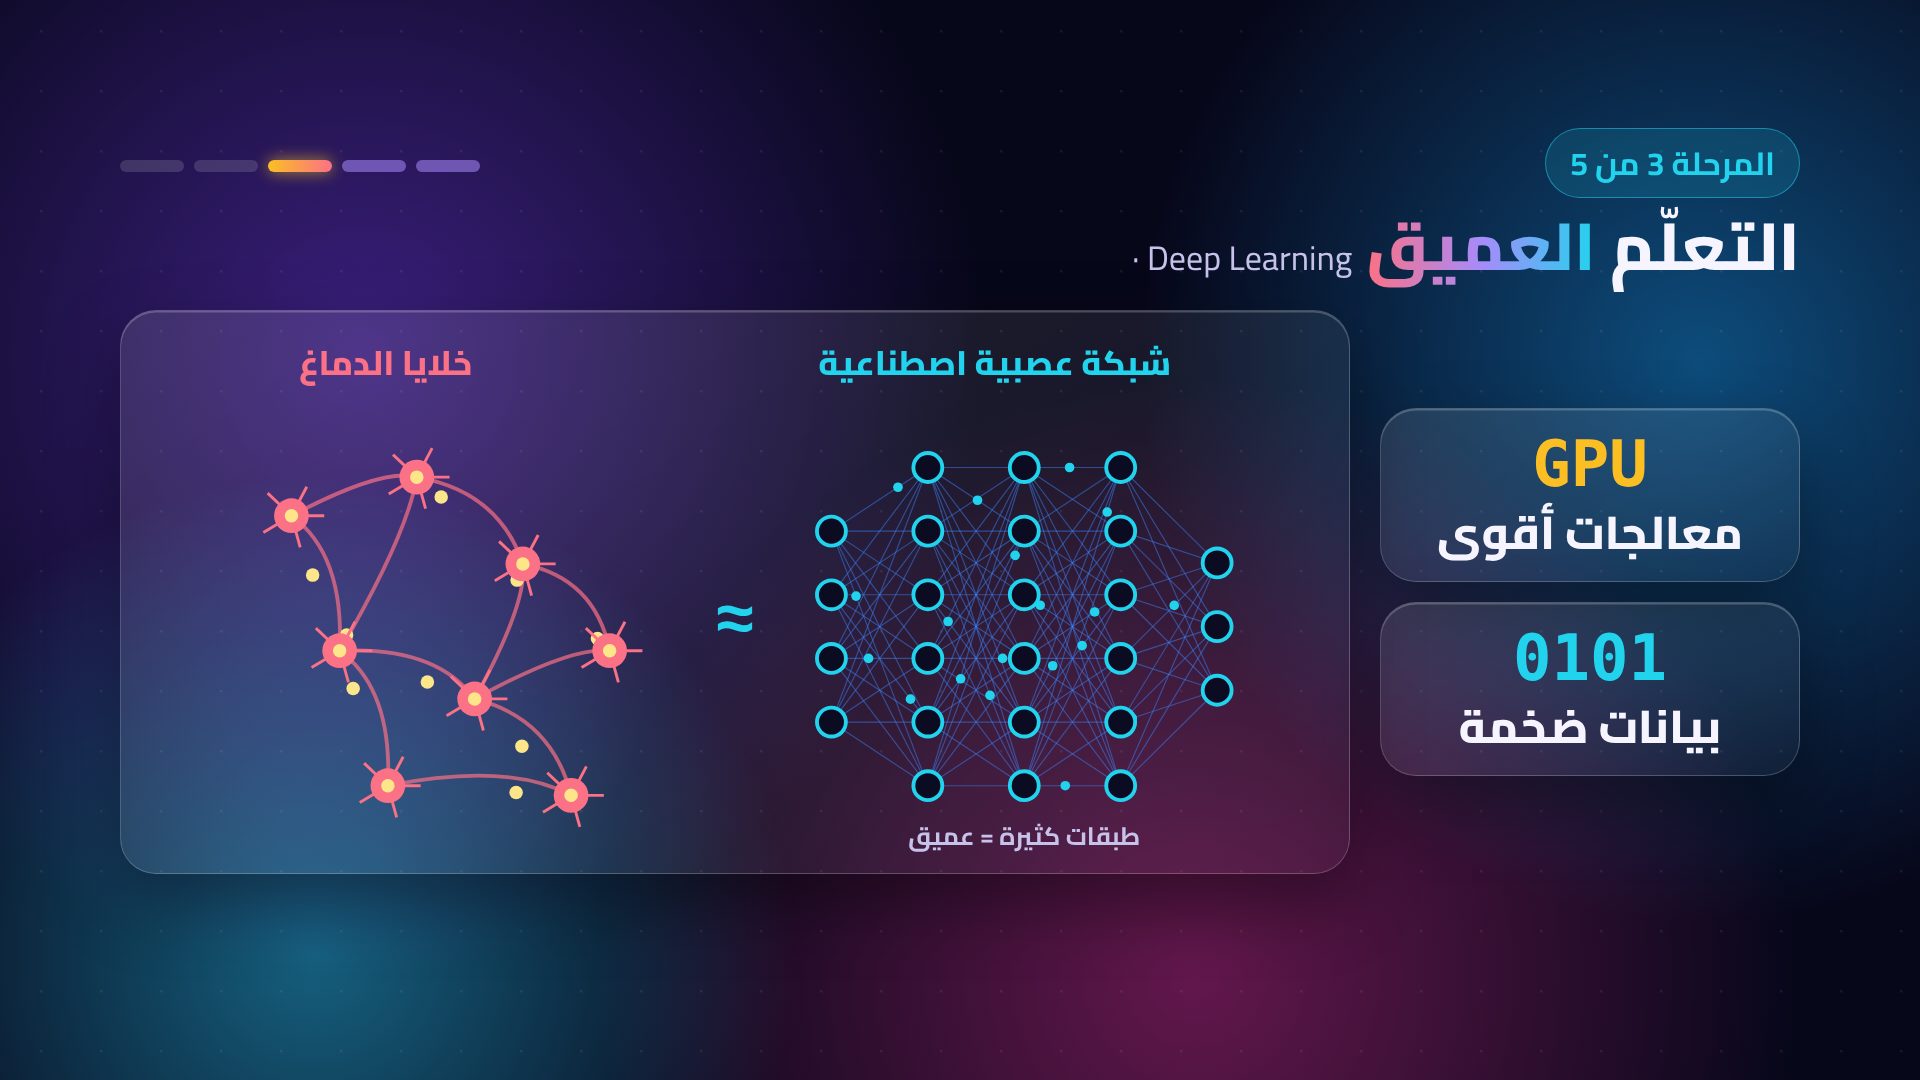 المرحلة 3 من 5
التعلّم العميق Deep Learning ·
شبكة عصبية اصطناعية
خلايا الدماغ
≈
طبقات كثيرة = عميق
GPU
معالجات أقوى
0101
بيانات ضخمة